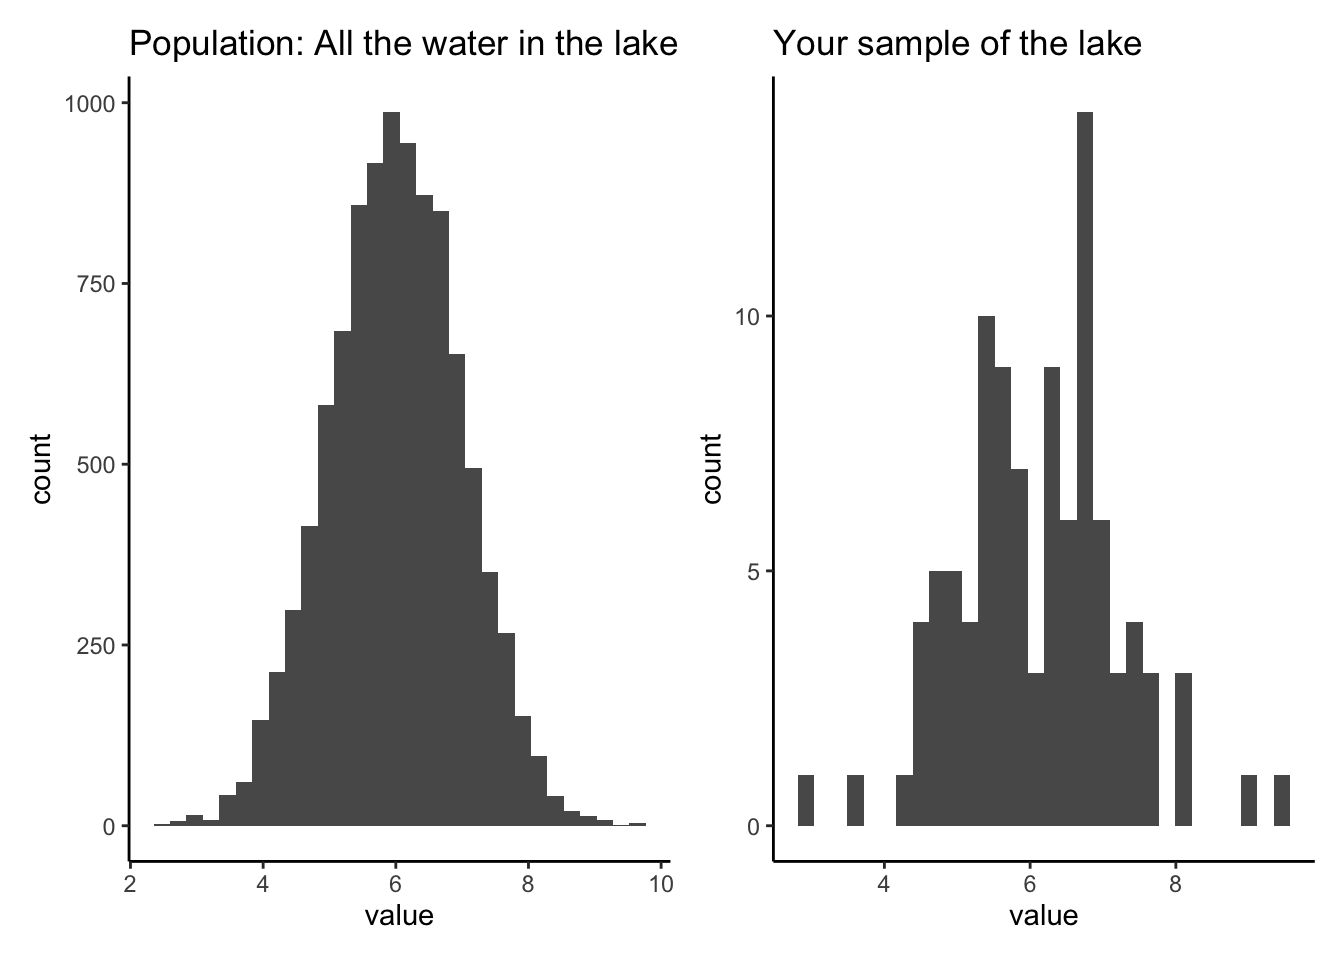 Population: All the water in the lake
1000
750
500
250
0
count
2 4 6 8 10
value
Your sample of the lake
10
5
0
count
4 6 8
value